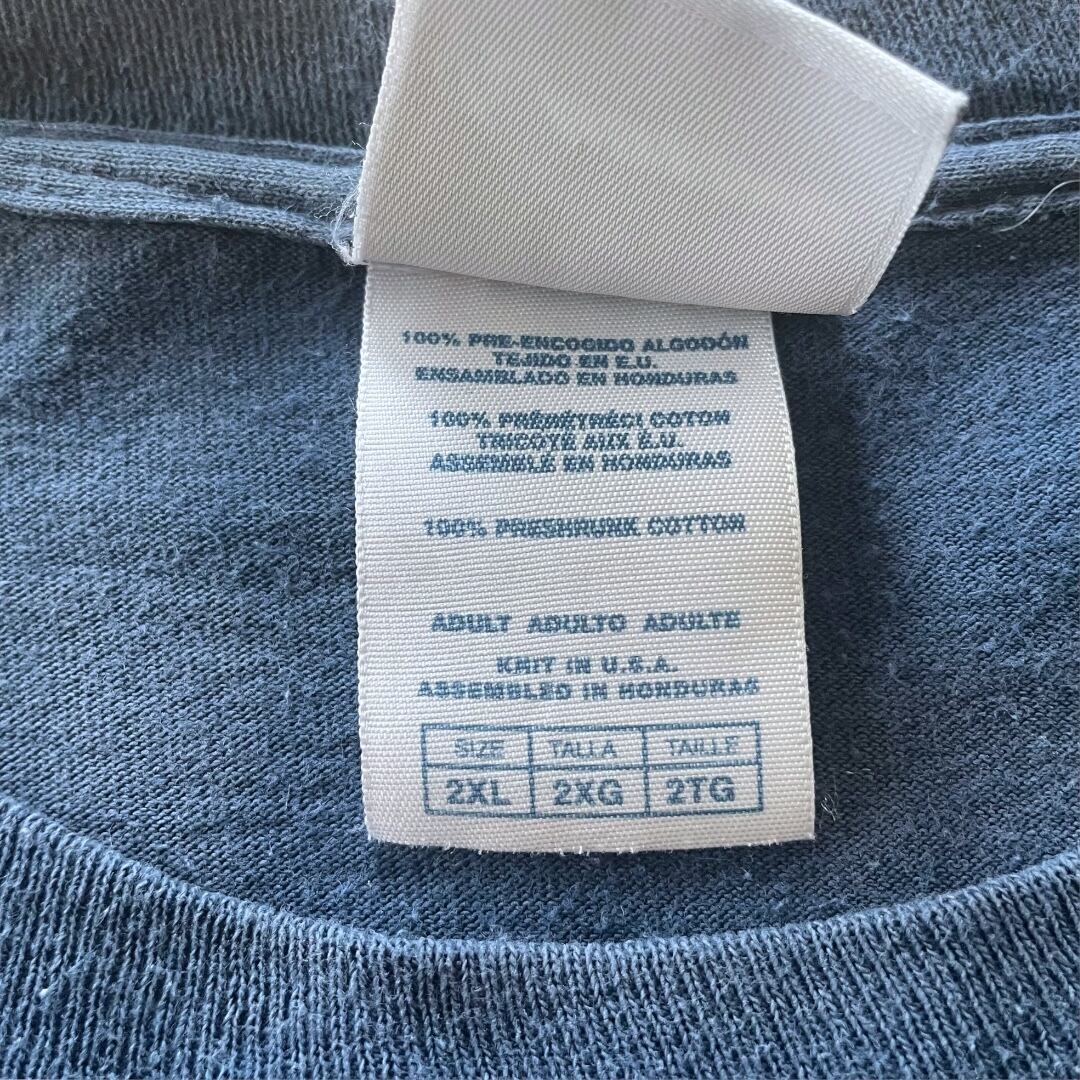 100% PRE-ENCOGIDO ALGODÓN
TEJIDO EN E.U.
ENSAMBLADO EN HONDURAS
100% PRÉRÉTRÉCI COTON
TRICOTÉ AUX É.U.
ASSEMBLÉ EN HONDURAS
100% PRESHRUNK COTTON
ADULT ADULTO ADULTE
KNIT IN U.S.A.
ASSEMBLED IN HONDURAS
SIZE TALLA TAILLE
2XL 2XG 2TG